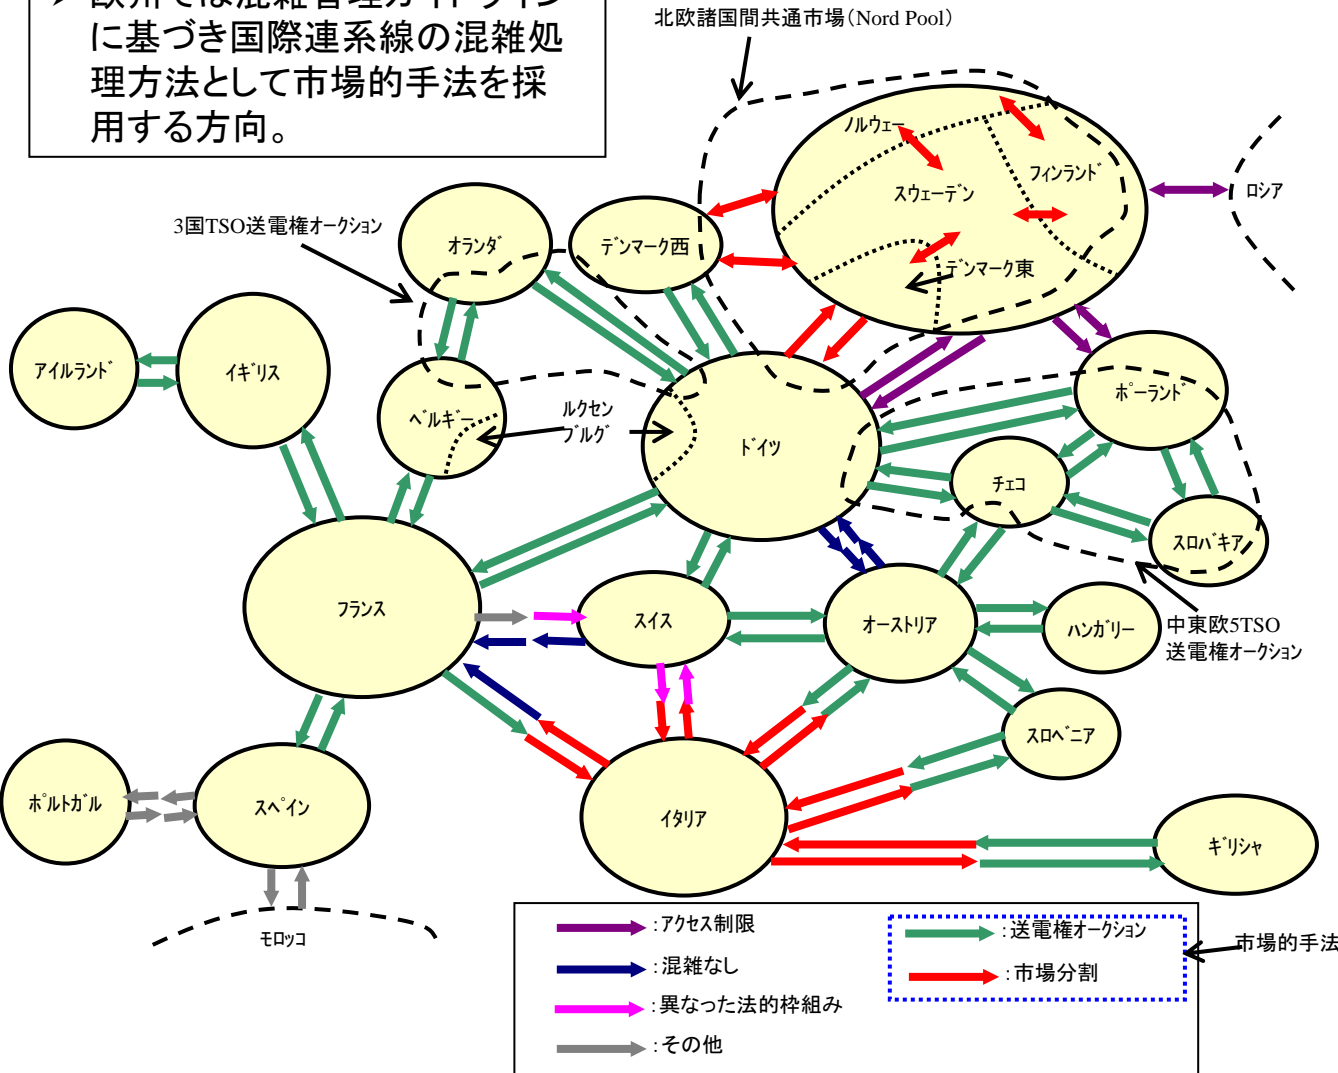 に基づき国際連系線の混雑処
理方法として市場的手法を採
用する方向。
北欧諸国間共通市場（Nord Pool）
ノルウェー
スウェーデン
フィンランド
デンマーク東
ロシア
3国TSO送電権オークション
オランダ
デンマーク西
アイルランド
イギリス
ベルギー
ルクセン
ブルグ
ドイツ
ポーランド
チェコ
スロバキア
フランス
スイス
オーストリア
ハンガリー
中東欧5TSO
送電権オークション
スロベニア
ポルトガル
スペイン
イタリア
ギリシャ
モロッコ
：アクセス制限
：混雑なし
：異なった法的枠組み
：その他
：送電権オークション
：市場分割
市場的手法